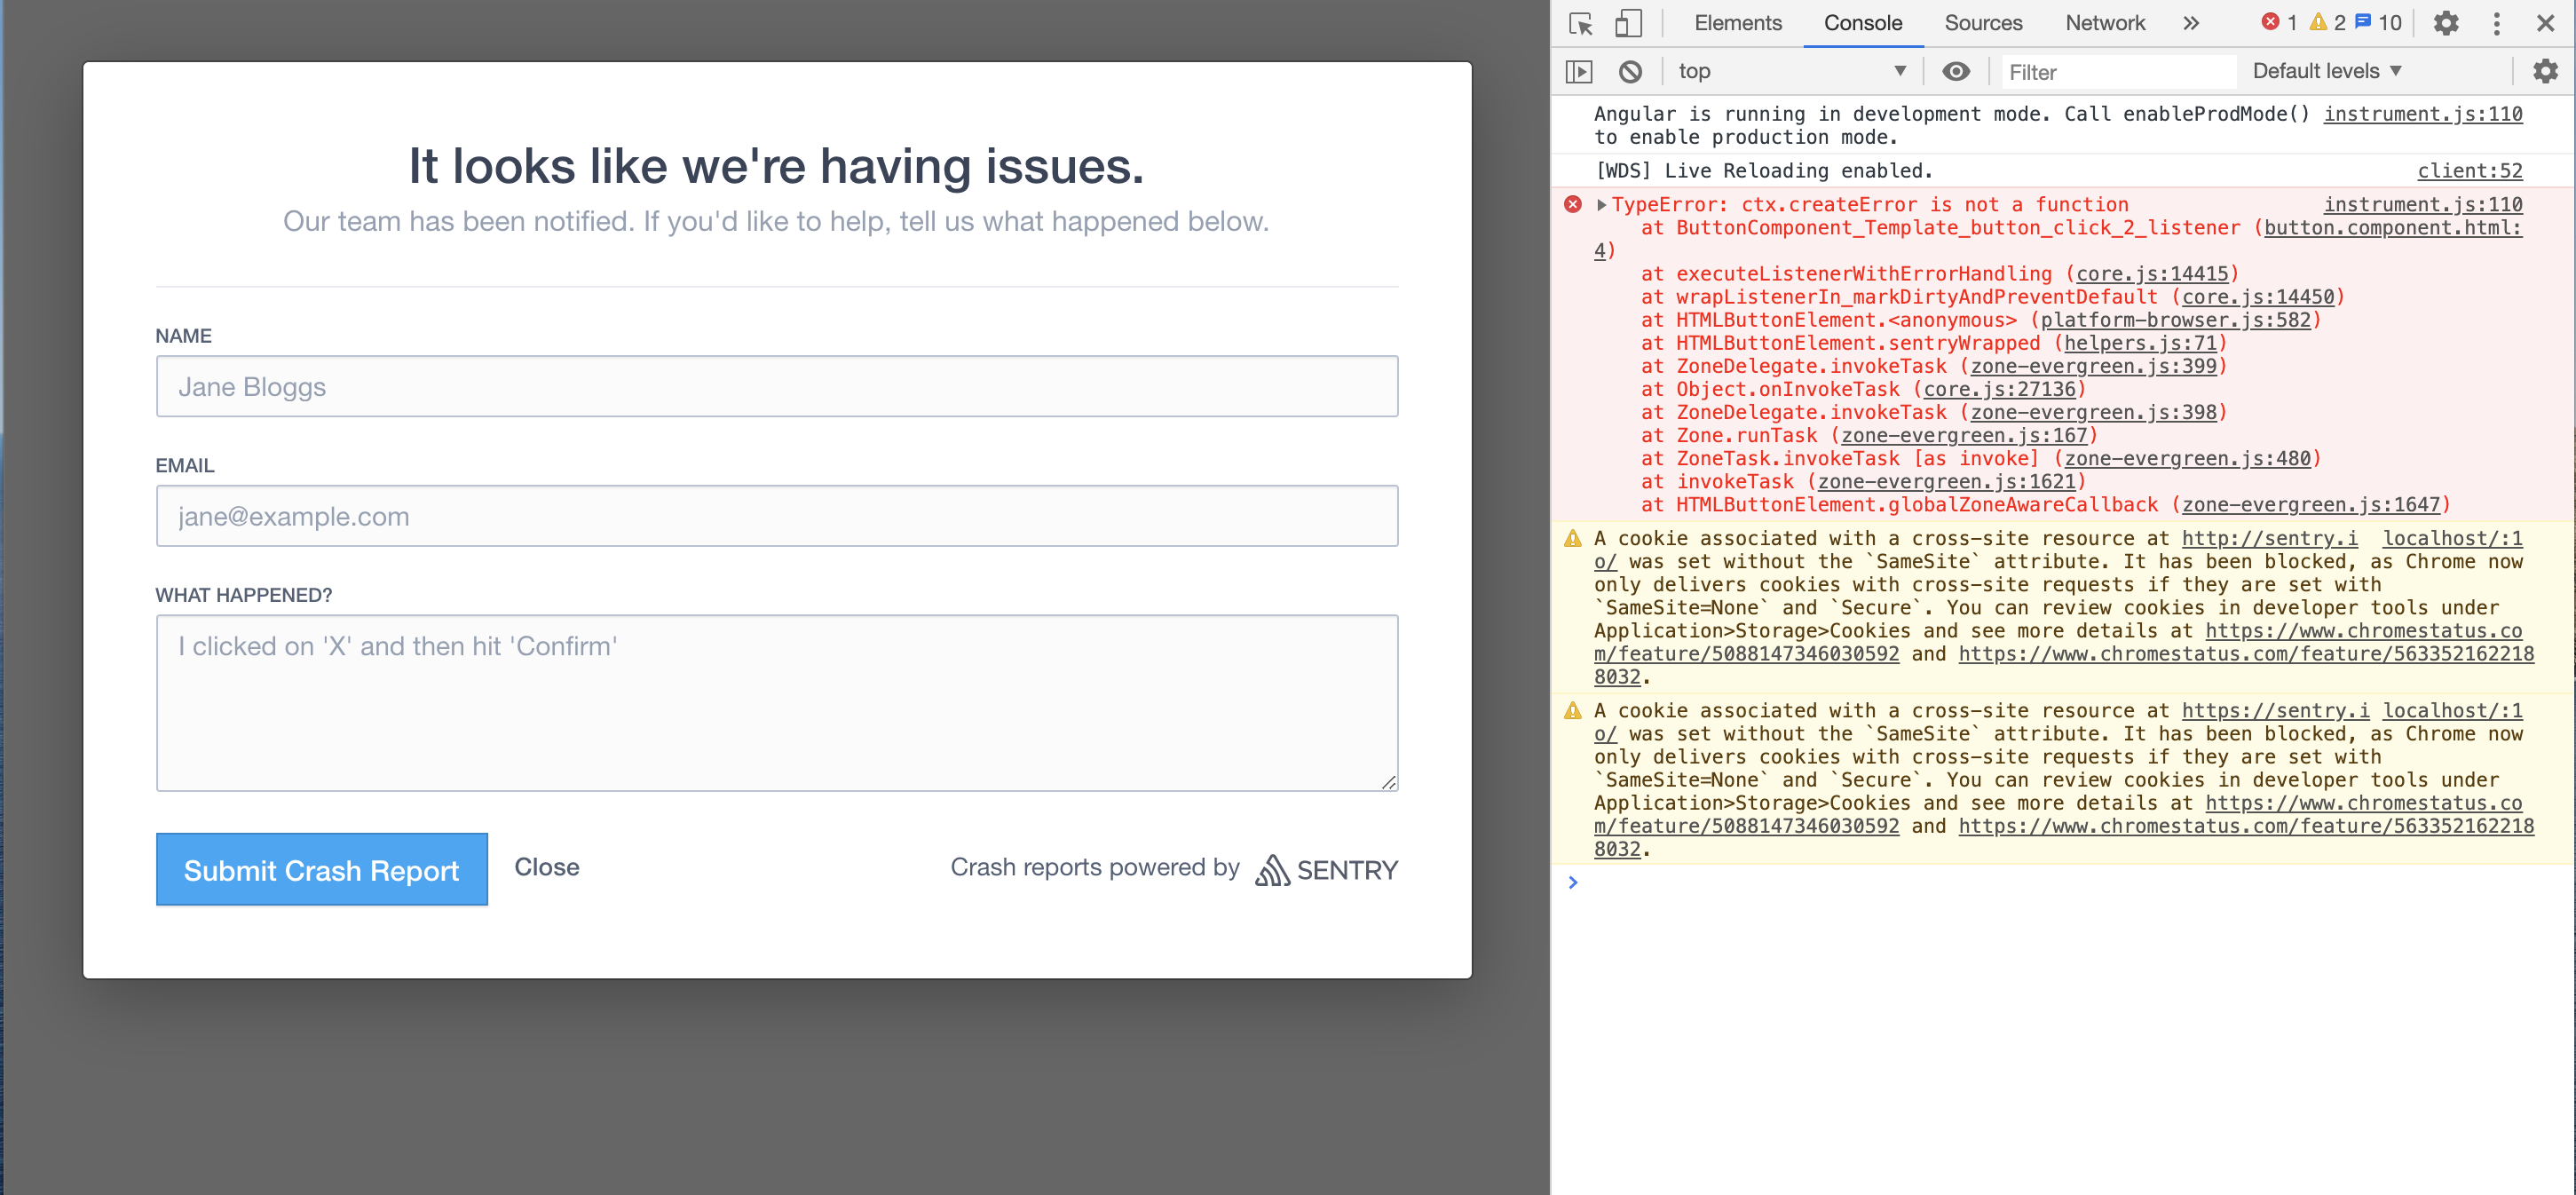 It looks like we're having issues.
Our team has been notified. If you'd like to help, tell us what happened below.
NAME
Jane Bloggs
EMAIL
jane@example.com
WHAT HAPPENED?
I clicked on 'X' and then hit 'Confirm'
Submit Crash Report Close Crash reports powered by SENTRY
Elements Console Sources Network » 1 2 10
top Filter Default levels
Angular is running in development mode. Call enableProdMode() instrument.js:110
to enable production mode.
[WDS] Live Reloading enabled. client:52
TypeError: ctx.createError is not a function instrument.js:110
at ButtonComponent_Template_button_click_2_listener (button.component.html:
4)
at executeListenerWithErrorHandling (core.js:14415)
at wrapListenerIn_markDirtyAndPreventDefault (core.js:14450)
at HTMLButtonElement.<anonymous> (platform-browser.js:582)
at HTMLButtonElement.sentryWrapped (helpers.js:71)
at ZoneDelegate.invokeTask (zone-evergreen.js:399)
at Object.onInvokeTask (core.js:27136)
at ZoneDelegate.invokeTask (zone-evergreen.js:398)
at Zone.runTask (zone-evergreen.js:167)
at ZoneTask.invokeTask [as invoke] (zone-evergreen.js:480)
at invokeTask (zone-evergreen.js:1621)
at HTMLButtonElement.globalZoneAwareCallback (zone-evergreen.js:1647)
A cookie associated with a cross-site resource at http://sentry.i localhost/:1
o/ was set without the `SameSite` attribute. It has been blocked, as Chrome now
only delivers cookies with cross-site requests if they are set with
`SameSite=None` and `Secure`. You can review cookies in developer tools under
Application>Storage>Cookies and see more details at https://www.chromestatus.co
m/feature/5088147346030592 and https://www.chromestatus.com/feature/563352162218
8032.
A cookie associated with a cross-site resource at https://sentry.i localhost/:1
o/ was set without the `SameSite` attribute. It has been blocked, as Chrome now
only delivers cookies with cross-site requests if they are set with
`SameSite=None` and `Secure`. You can review cookies in developer tools under
Application>Storage>Cookies and see more details at https://www.chromestatus.co
m/feature/5088147346030592 and https://www.chromestatus.com/feature/563352162218
8032.